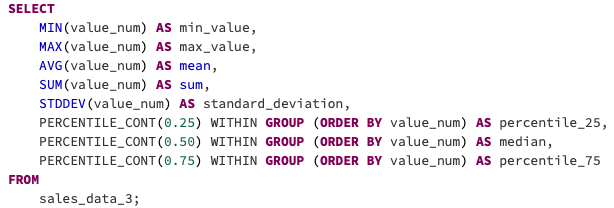 SELECT
    MIN(value_num) AS min_value,
    MAX(value_num) AS max_value,
    AVG(value_num) AS mean,
    SUM(value_num) AS sum,
    STDDEV(value_num) AS standard_deviation,
    PERCENTILE_CONT(0.25) WITHIN GROUP (ORDER BY value_num) AS percentile_25,
    PERCENTILE_CONT(0.50) WITHIN GROUP (ORDER BY value_num) AS median,
    PERCENTILE_CONT(0.75) WITHIN GROUP (ORDER BY value_num) AS percentile_75
FROM
    sales_data_3;